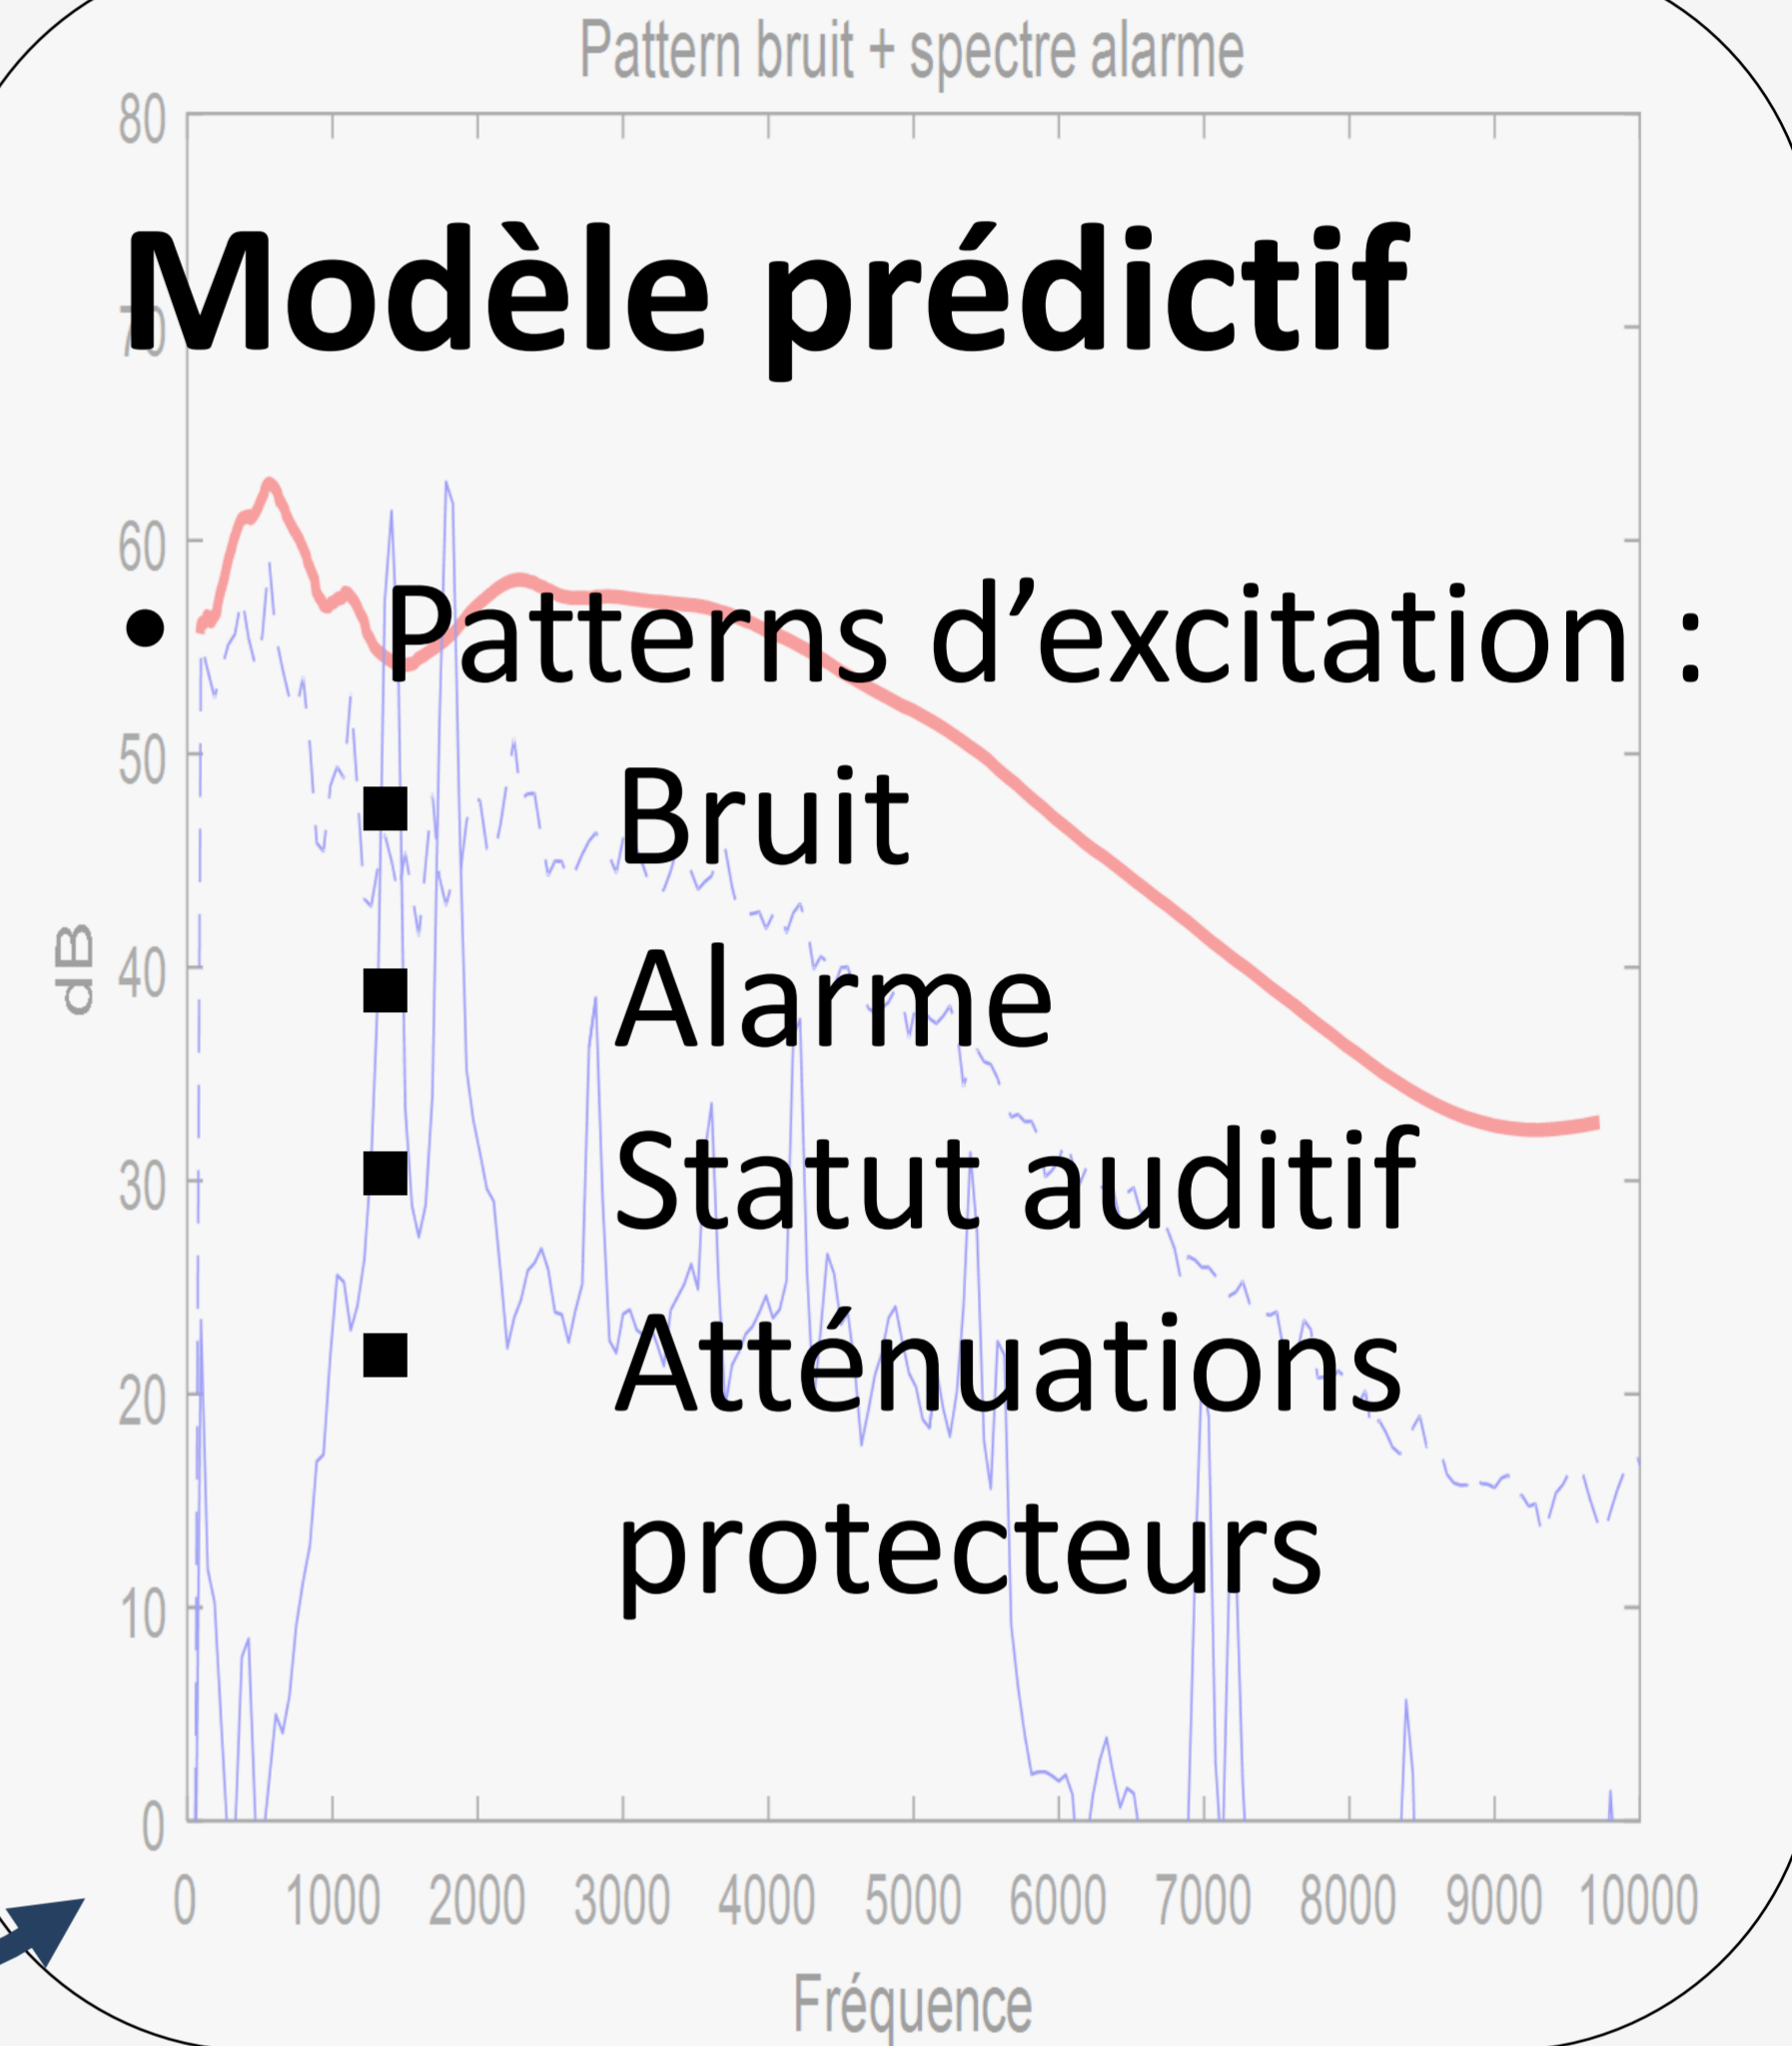 Pattern bruit + spectre alarme
80
Modèle prédictif
70
60
• Patterns d’excitation :
50
▪ Bruit
dB
40
▪ Alarme
30
▪ Statut auditif
20
▪ Atténuations
protecteurs
10
0
0 1000 2000 3000 4000 5000 6000 7000 8000 9000 10000
Fréquence